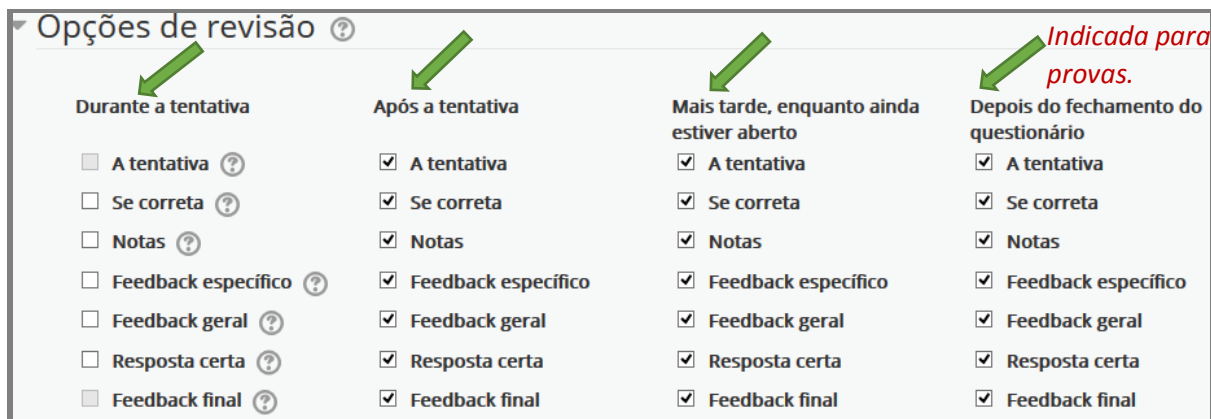 Opções de revisão
Indicada para
provas.
Durante a tentativa
Após a tentativa
Mais tarde, enquanto ainda
estiver aberto
Depois do fechamento do
questionário
A tentativa A tentativa A tentativa A tentativa
Se correta Se correta Se correta Se correta
Notas Notas Notas Notas
Feedback específico Feedback específico Feedback específico Feedback específico
Feedback geral Feedback geral Feedback geral Feedback geral
Resposta certa Resposta certa Resposta certa Resposta certa
Feedback final Feedback final Feedback final Feedback final